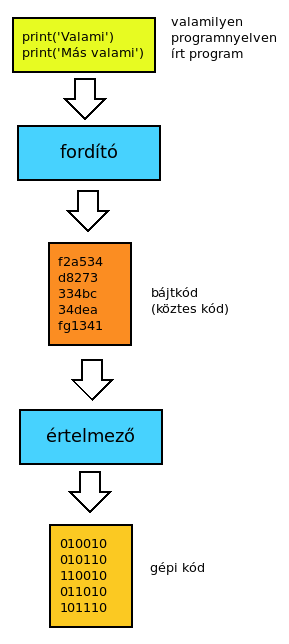 print('Valami')
print('Más valami')
valamilyen
programnyelven
írt program
fordító
f2a534
d8273
334bc
34dea
fg1341
bájtkód
(köztes kód)
értelmező
010010
010110
110010
011010
101110
gépi kód